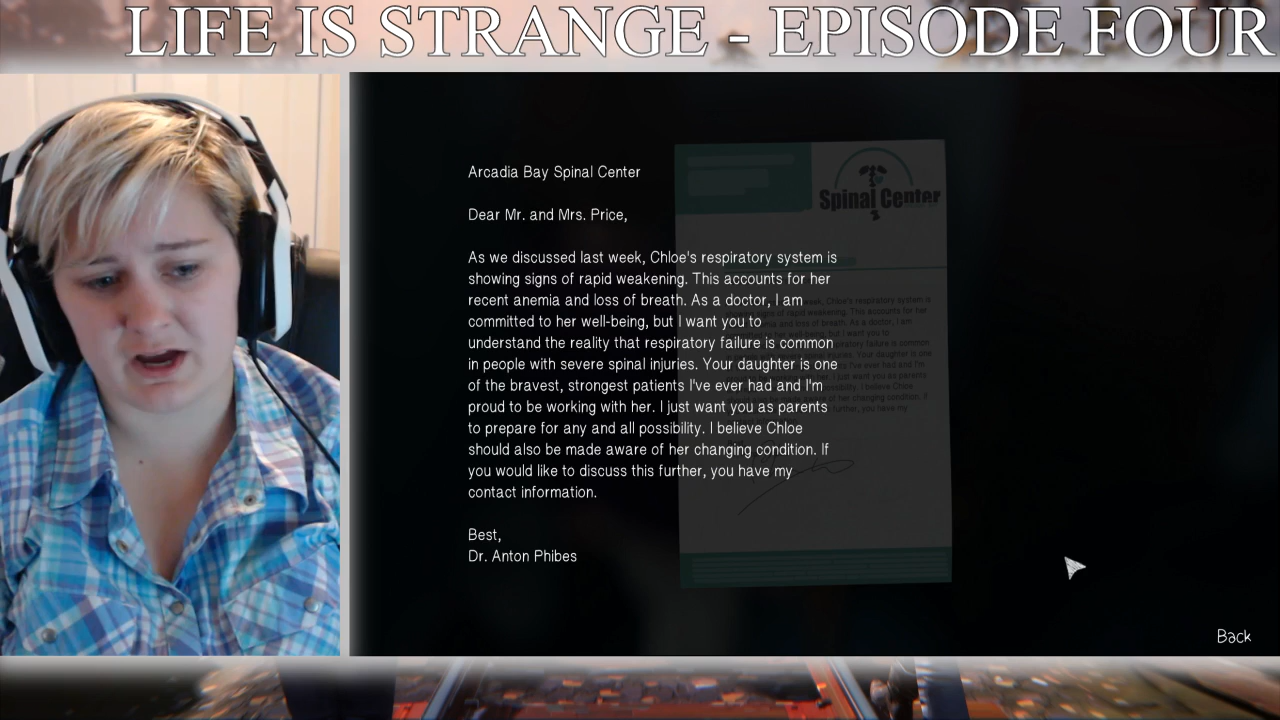 LIFE IS STRANGE - EPISODE FOUR
Arcadia Bay Spinal Center
Dear Mr. and Mrs. Price,
As we discussed last week, Chloe's respiratory system is
showing signs of rapid weakening. This accounts for her
recent anemia and loss of breath. As a doctor, I am
committed to her well-being, but I want you to
understand the reality that respiratory failure is common
in people with severe spinal injuries. Your daughter is one
of the bravest, strongest patients I've ever had and I'm
proud to be working with her. I just want you as parents
to prepare for any and all possibility. I believe Chloe
should also be made aware of her changing condition. If
you would like to discuss this further, you have my
contact information.
Best,
Dr. Anton Phibes
Spinal Center
week, Chloe's respiratory system is
Back